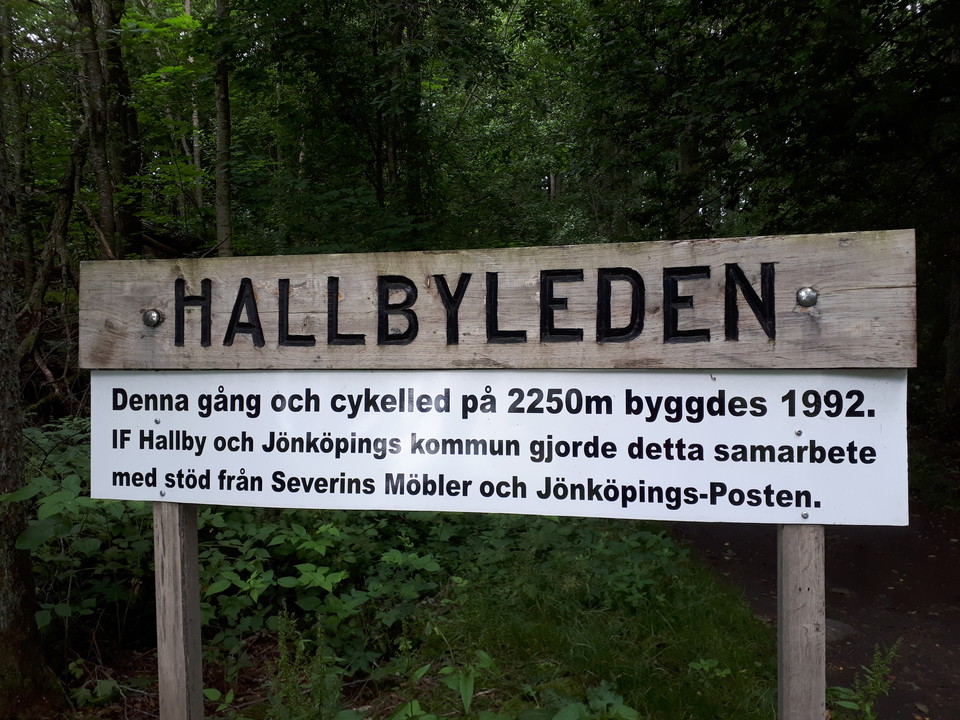 HALLBYLEDEN
Denna gång och cykelled på 2250m byggdes 1992.
IF Hallby och Jönköpings kommun gjorde detta samarbete
med stöd från Severins Möbler och Jönköpings-Posten.